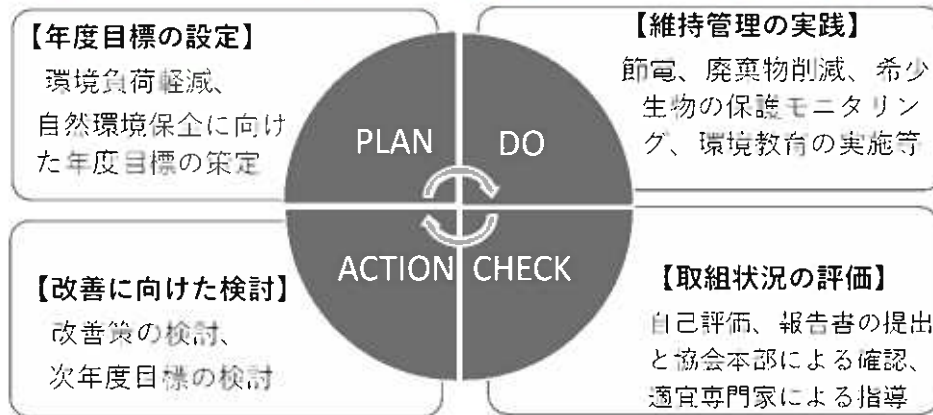 【年度目標の設定】
環境負荷軽減、
自然環境保全に向け
た年度目標の策定
【維持管理の実践】
節電、廃棄物削減、希少
生物の保護モニタリン
グ、環境教育の実施等
PLAN
DO
ACTION
CHECK
【改善に向けた検討】
改善策の検討、
次年度目標の検討
【取組状況の評価】
自己評価、報告書の提出
と協会本部による確認、
適宜専門家による指導